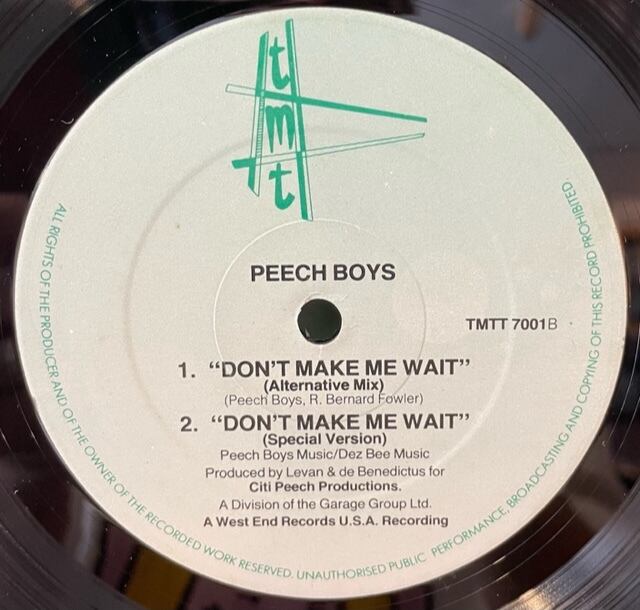 tmt
PEECH BOYS
TMTT 7001B
1. “DON'T MAKE ME WAIT”
(Alternative Mix)
(Peech Boys, R. Bernard Fowler)
2. “DON'T MAKE ME WAIT”
(Special Version)
Peech Boys Music/Dez Bee Music
Produced by Levan & de Benedictus for
Citi Peech Productions.
A Division of the Garage Group Ltd.
A West End Records U.S.A. Recording
ALL RIGHTS OF THE PRODUCER AND OF THE OWNER OF THE RECORDED WORK RESERVED. UNAUTHORISED PUBLIC PERFORMANCE, BROADCASTING AND COPYING OF THIS RECORD PROHIBITED.